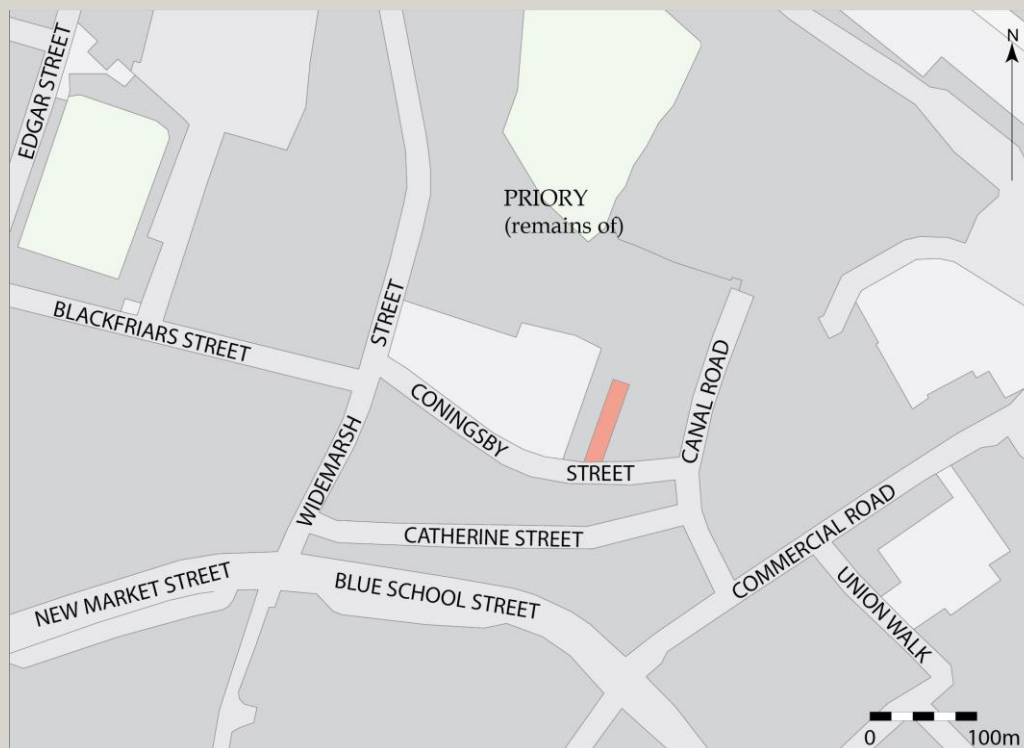 N
EDGAR STREET
PRIORY
(remains of)
BLACKFRIARS STREET
STREET
CONINGSBY
CANAL ROAD
STREET
WIDEMARSH
CATHERINE STREET
COMMERCIAL ROAD
NEW MARKET STREET
BLUE SCHOOL STREET
UNION WALK
0 100m